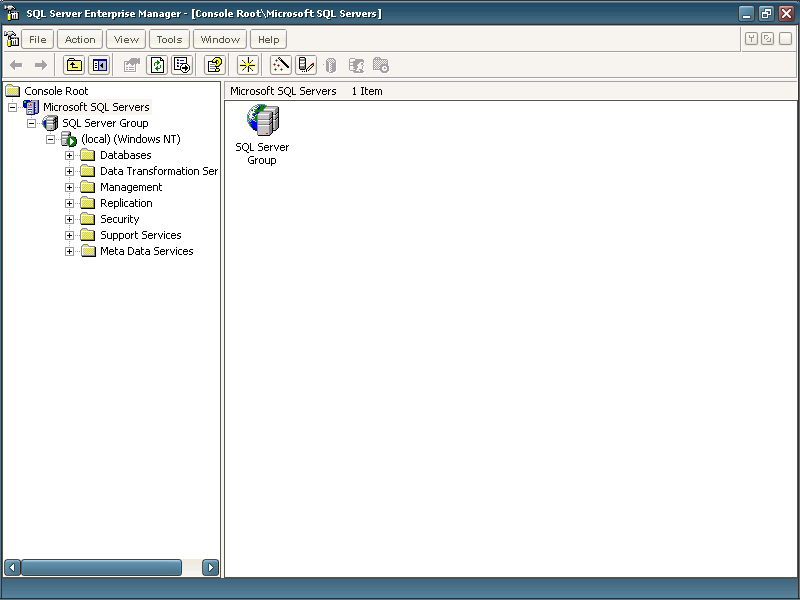 SQL Server Enterprise Manager - [Console Root\Microsoft SQL Servers]
File Action View Tools Window Help
Console Root
Microsoft SQL Servers
SQL Server Group
(local) (Windows NT)
Databases
Data Transformation Ser
Management
Replication
Security
Support Services
Meta Data Services
Microsoft SQL Servers 1 Item
SQL Server
Group